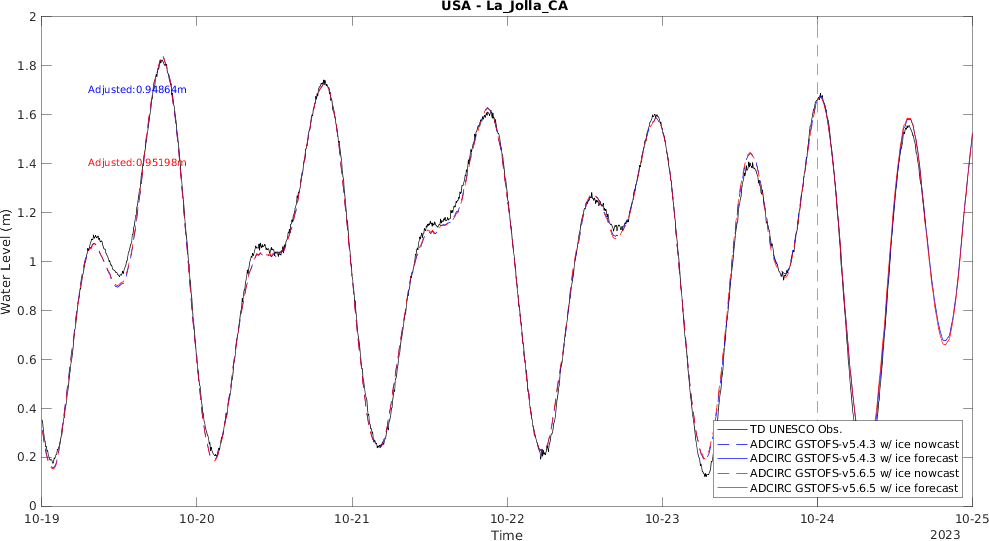 USA - La_Jolla_CA
2
1.8
Adjusted:0.94864m
1.6
1.4
Adjusted:0.95198m
1.2
1
0.8
0.6
0.4
0.2
0
Water Level (m)
TD UNESCO Obs.
ADCIRC GSTOFS-v5.4.3 w/ ice nowcast
ADCIRC GSTOFS-v5.4.3 w/ ice forecast
ADCIRC GSTOFS-v5.6.5 w/ ice nowcast
ADCIRC GSTOFS-v5.6.5 w/ ice forecast
10-19 10-20 10-21 10-22 10-23 10-24 10-25
Time
2023